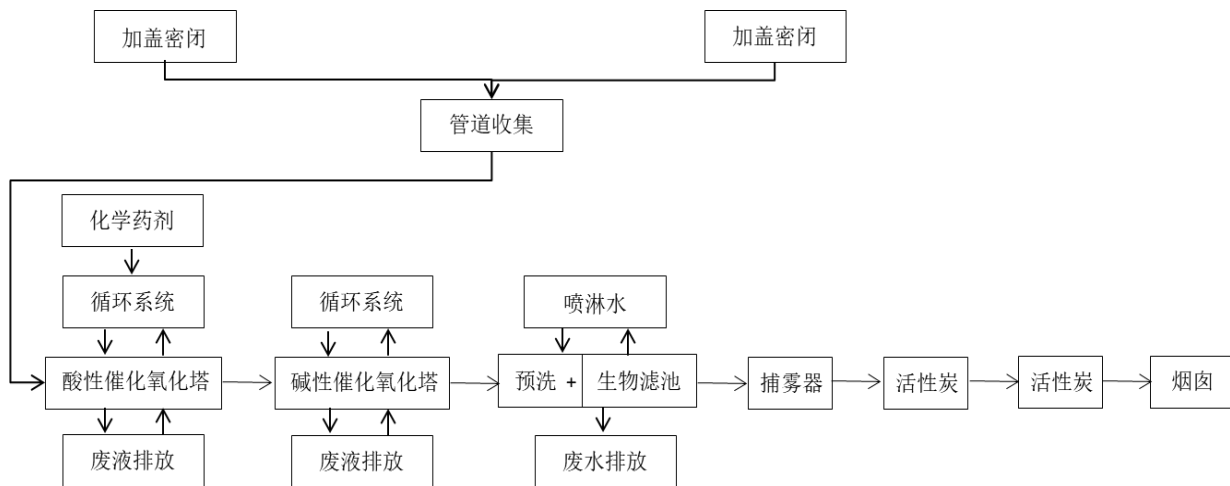 加盖密闭
加盖密闭
管道收集
化学药剂
循环系统
循环系统
喷淋水
酸性催化氧化塔
碱性催化氧化塔
预洗 +
生物滤池
捕雾器
活性炭
活性炭
烟囱
废液排放
废液排放
废水排放